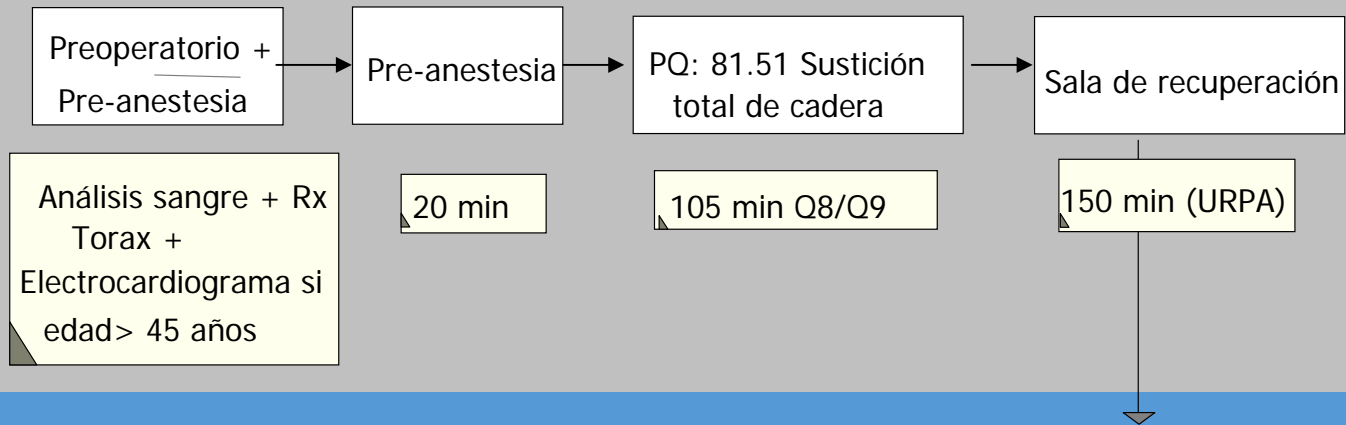 Preoperatorio +
Pre-anestesia
Pre-anestesia
PQ: 81.51 Sustición
total de cadera
Sala de recuperación
Análisis sangre + Rx
Torax +
Electrocardiograma si
edad> 45 años
20 min
105 min Q8/Q9
150 min (URPA)